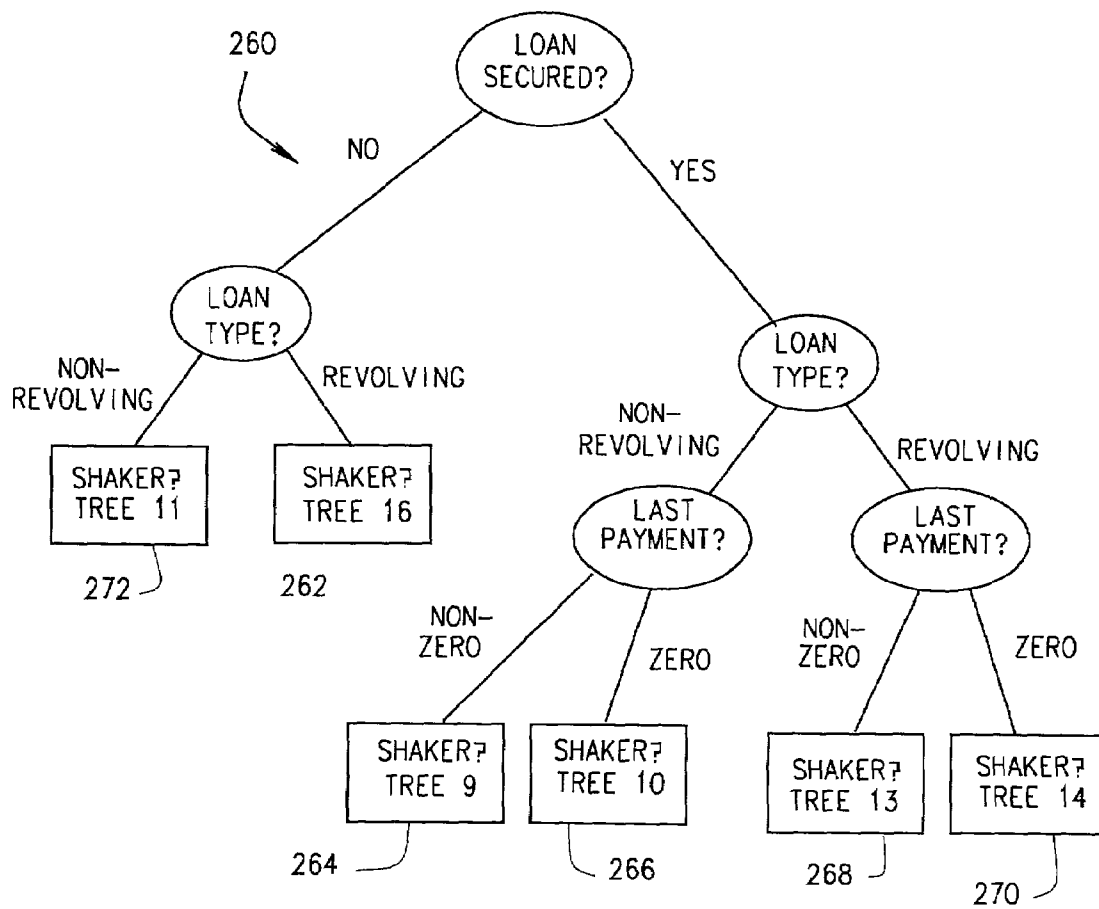 260
LOAN
SECURED?
NO
YES
LOAN
TYPE?
LOAN
TYPE?
NON-
REVOLVING
REVOLVING
NON-
REVOLVING
REVOLVING
SHAKER?
TREE 11
SHAKER?
TREE 16
LAST
PAYMENT?
LAST
PAYMENT?
272
262
NON-
ZERO
ZERO
NON-
ZERO
ZERO
SHAKER?
TREE 9
SHAKER?
TREE 10
SHAKER?
TREE 13
SHAKER?
TREE 14
264
266
268
270